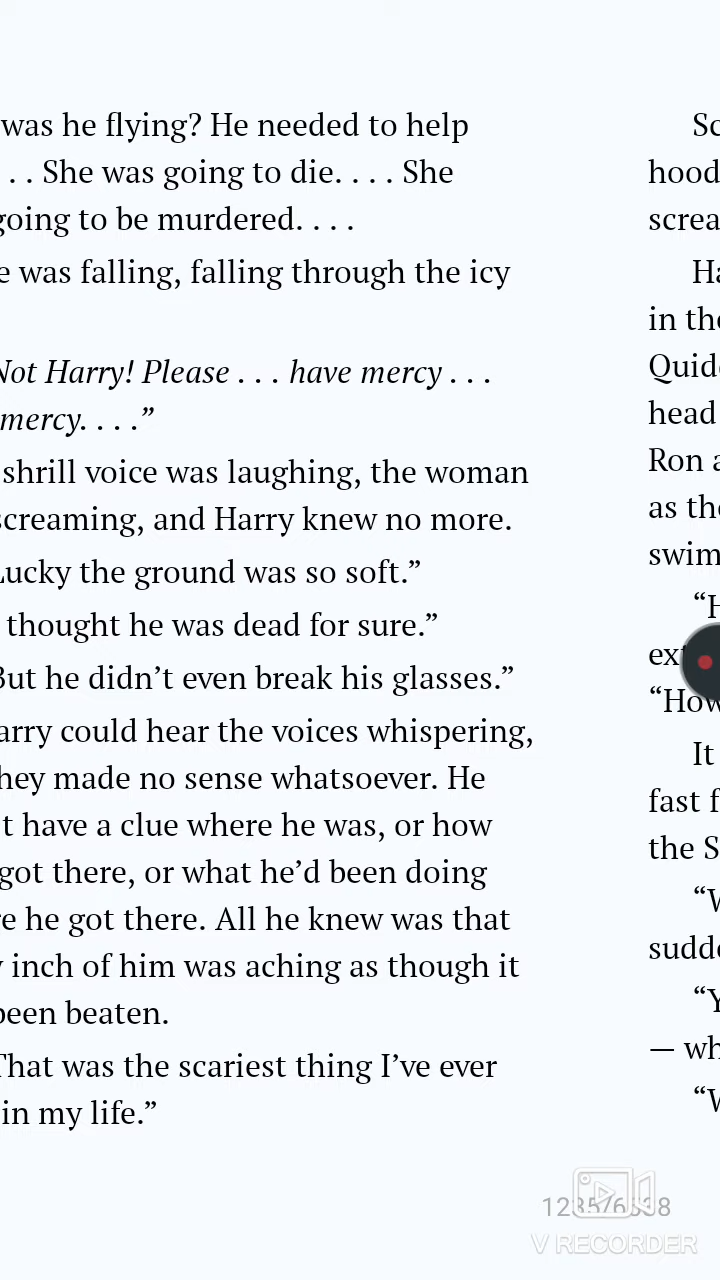 was he flying? He needed to help
. . She was going to die. . . . She
going to be murdered. . . .
e was falling, falling through the icy
Not Harry! Please . . . have mercy . . .
mercy. . . .”
shrill voice was laughing, the woman
screaming, and Harry knew no more.
Lucky the ground was so soft.”
thought he was dead for sure.”
But he didn’t even break his glasses.”
arry could hear the voices whispering,
hey made no sense whatsoever. He
t have a clue where he was, or how
got there, or what he’d been doing
e he got there. All he knew was that
y inch of him was aching as though it
been beaten.
That was the scariest thing I’ve ever
in my life.”
Sc
hood
screa
Ha
in the
Quid
head
Ron a
as the
swim
“H
ex
“How
It
fast f
the S
“W
sudde
“Y
— wh
“W
V RECORDER